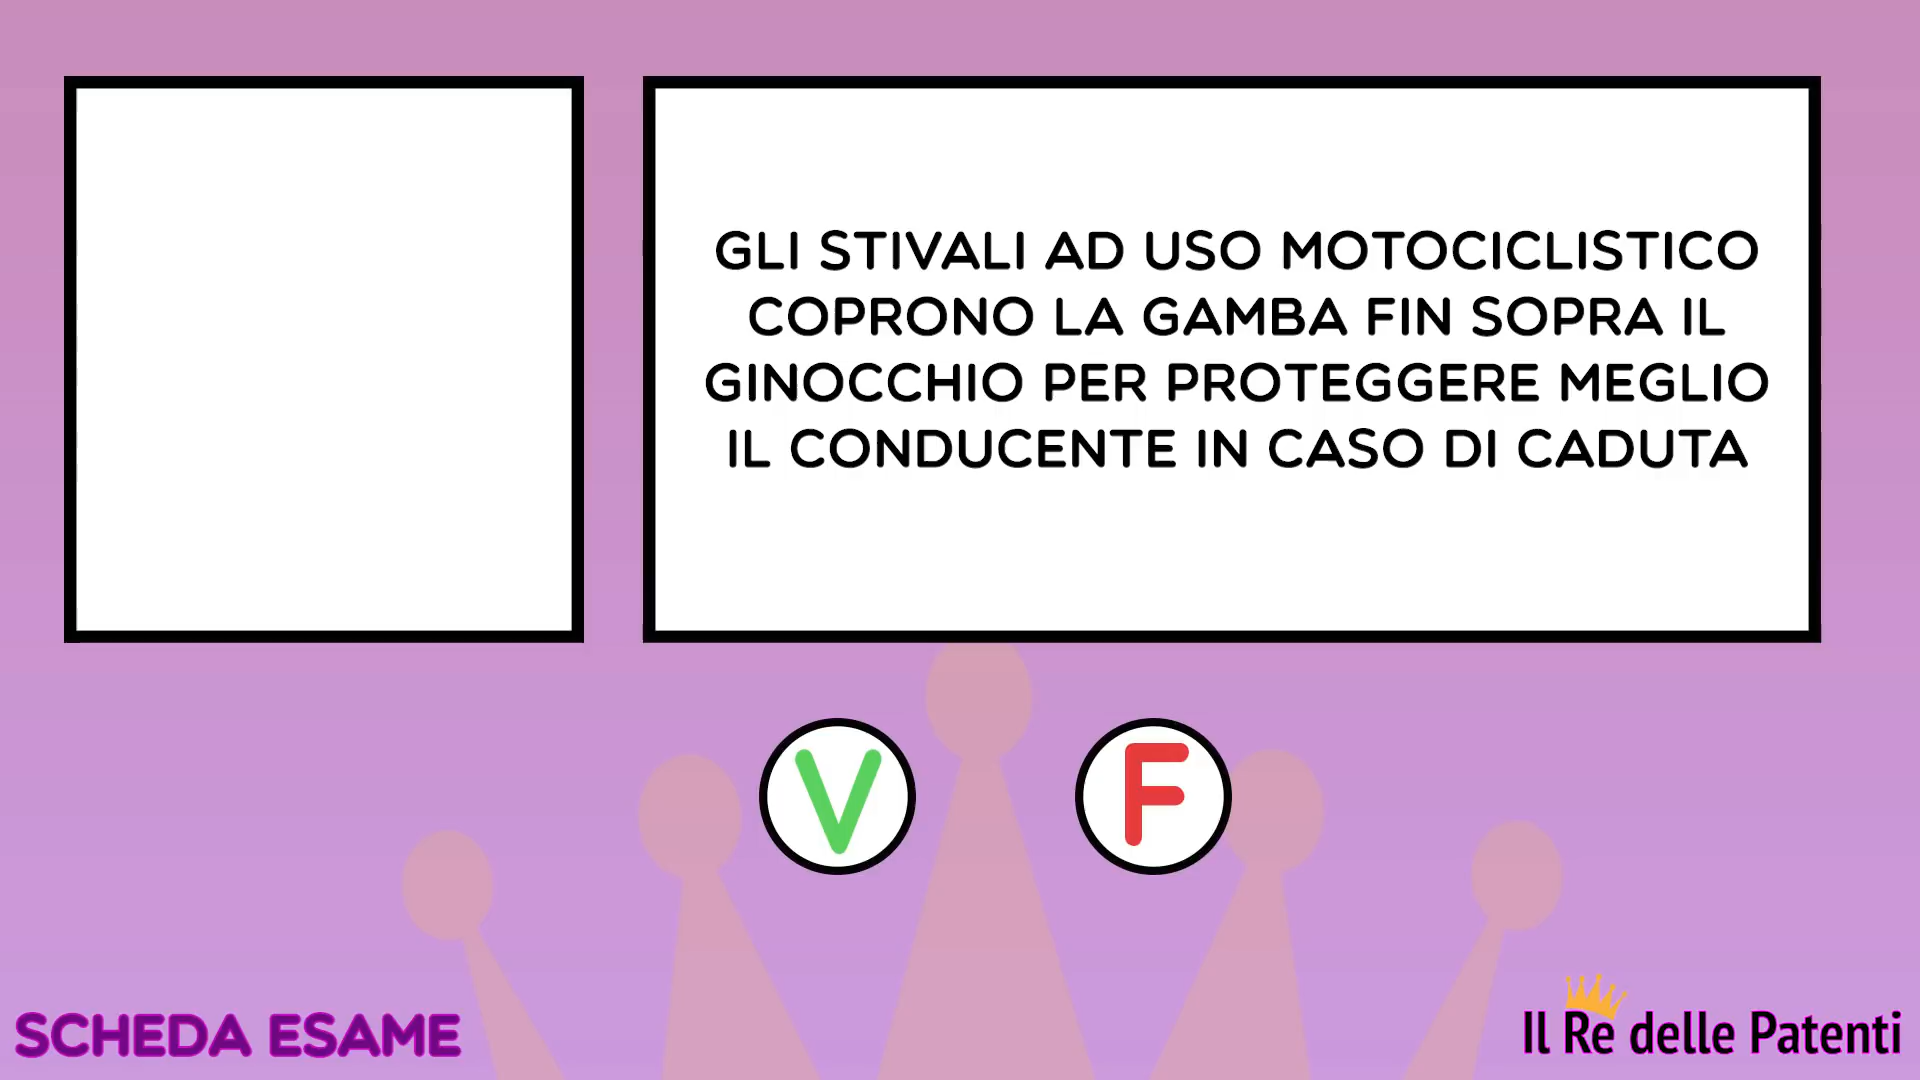 GLI STIVALI AD USO MOTOCICLISTICO
COPRONO LA GAMBA FIN SOPRA IL
GINOCCHIO PER PROTEGGERE MEGLIO
IL CONDUCENTE IN CASO DI CADUTA
V
F
SCHEDA ESAME
Il Re delle Patenti